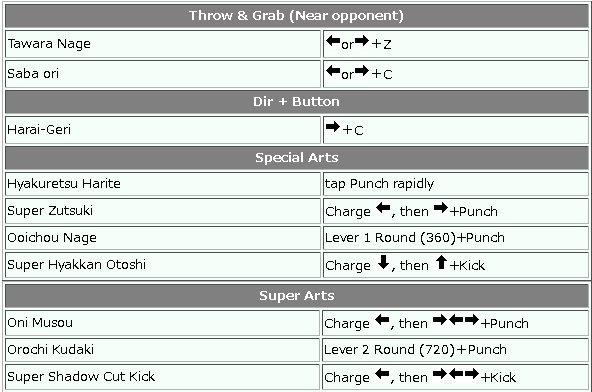 Throw & Grab (Near opponent)
Tawara Nage ←or→+Z
Saba ori ←or→+C
Dir + Button
Harai-Geri →+C
Special Arts
Hyakuretsu Harite tap Punch rapidly
Super Zutsuki Charge ←, then →+Punch
Ooichou Nage Lever 1 Round (360)+Punch
Super Hyakkan Otoshi Charge ↓, then ↑+Kick
Super Arts
Oni Musou Charge ←, then →←→+Punch
Orochi Kudaki Lever 2 Round (720)+Punch
Super Shadow Cut Kick Charge ←, then →←→+Kick